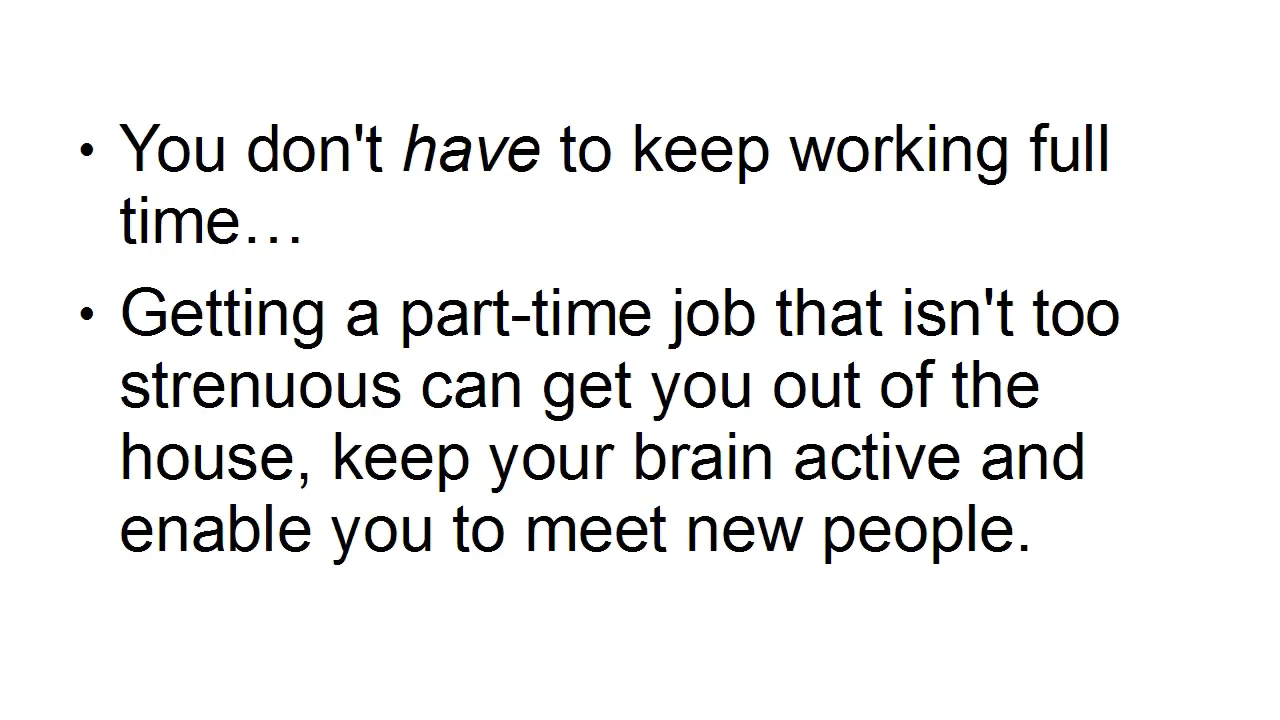 • You don't have to keep working full
time…
• Getting a part-time job that isn't too
strenuous can get you out of the
house, keep your brain active and
enable you to meet new people.